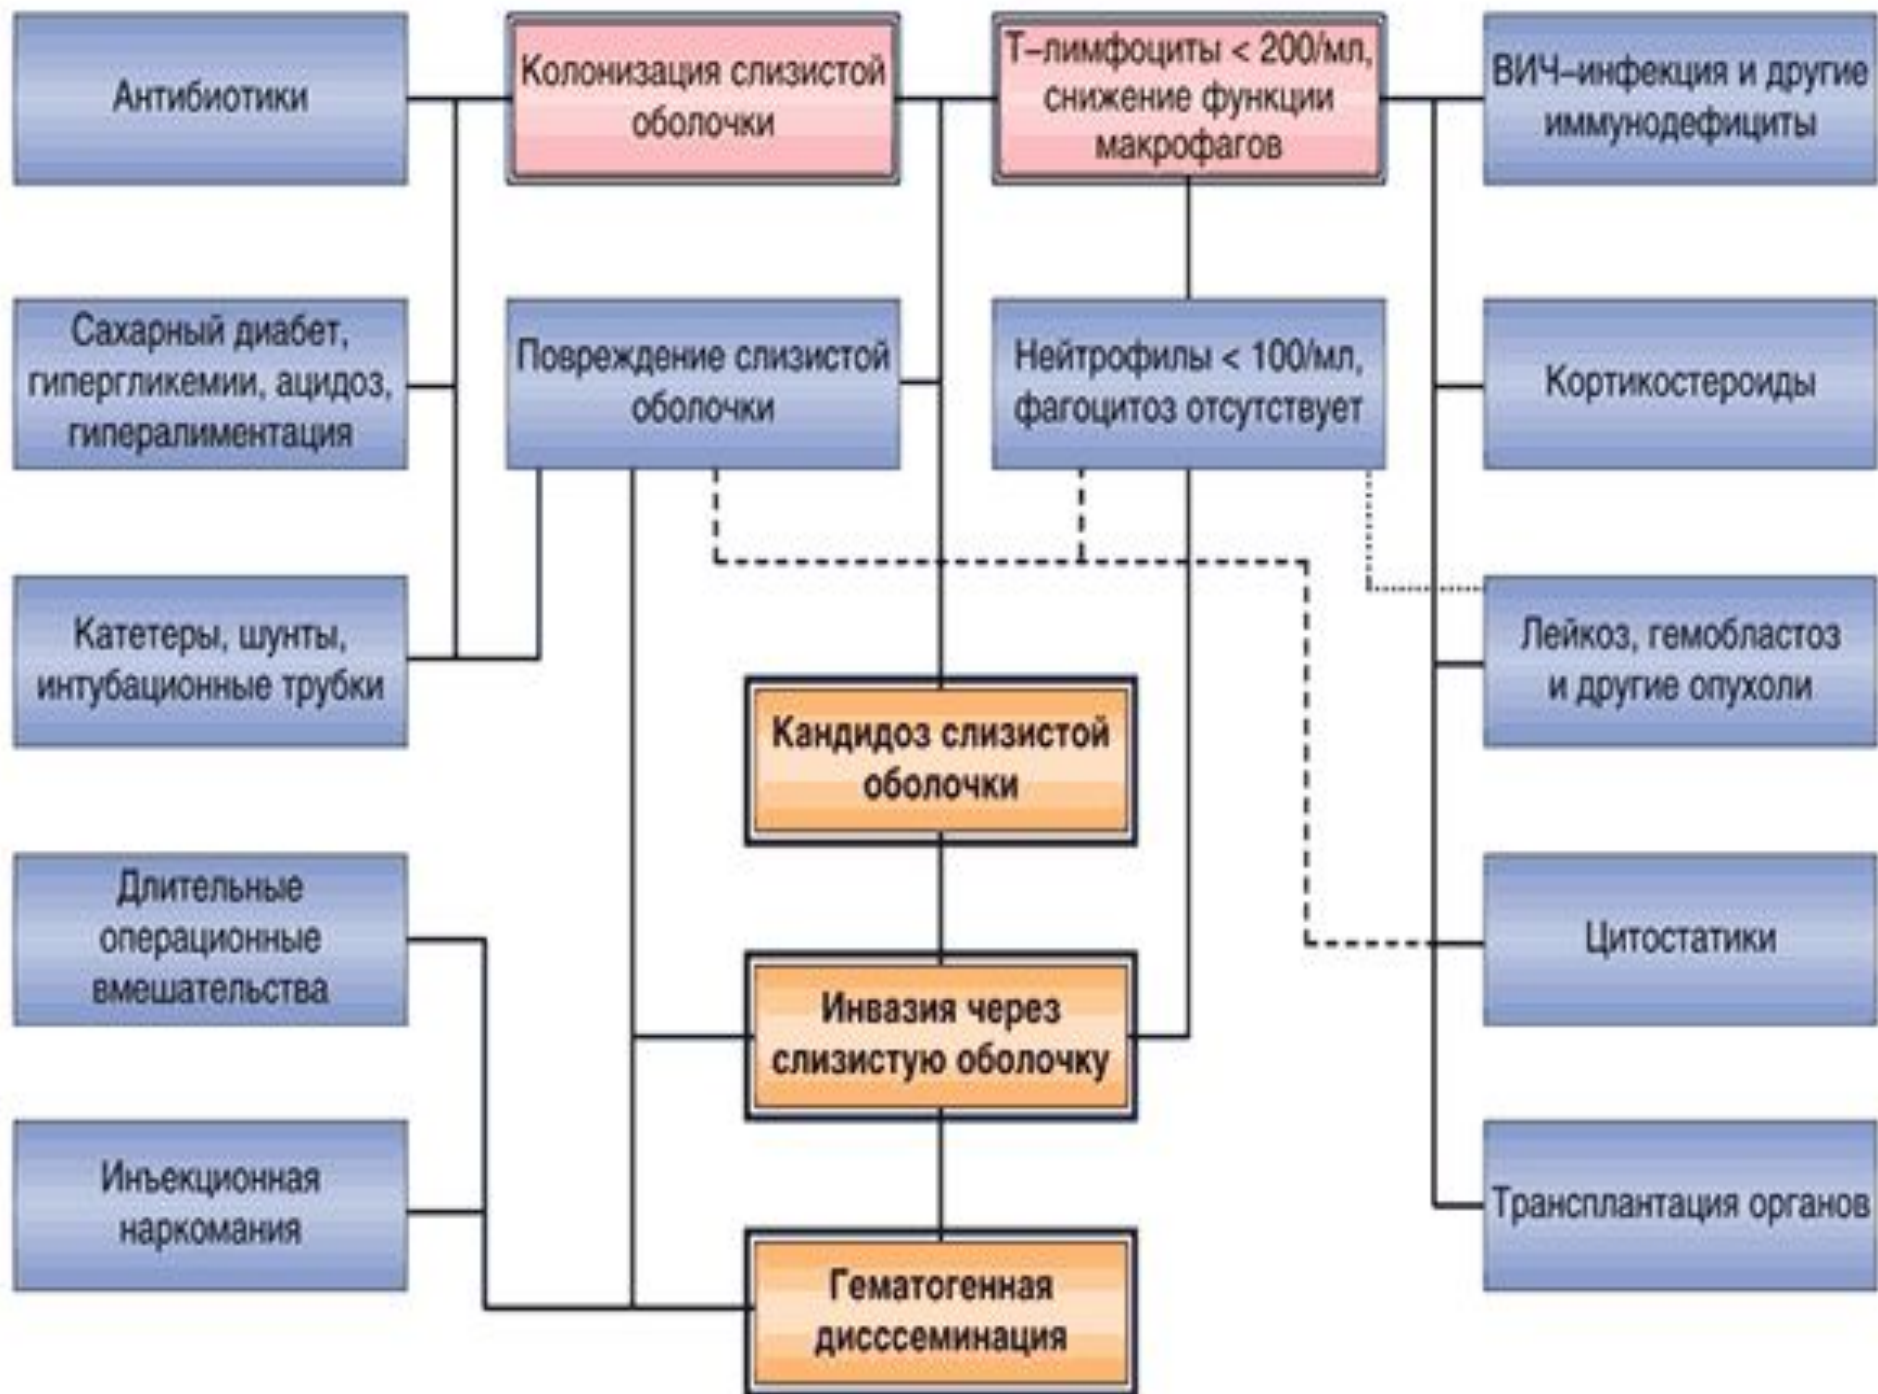 Антибиотики
Колонизация слизистой
оболочки
Т–лимфоциты < 200/мл,
снижение функции
макрофагов
ВИЧ–инфекция и другие
иммунодефициты
Сахарный диабет,
гипергликемии, ацидоз,
гипералиментация
Повреждение слизистой
оболочки
Нейтрофилы < 100/мл,
фагоцитоз отсутствует
Кортикостероиды
Катетеры, шунты,
интубационные трубки
Лейкоз, гемобластоз
и другие опухоли
Кандидоз слизистой
оболочки
Длительные
операционные
вмешательства
Цитостатики
Инвазия через
слизистую оболочку
Инъекционная
наркомания
Трансплантация органов
Гематогенная
дисссеминация